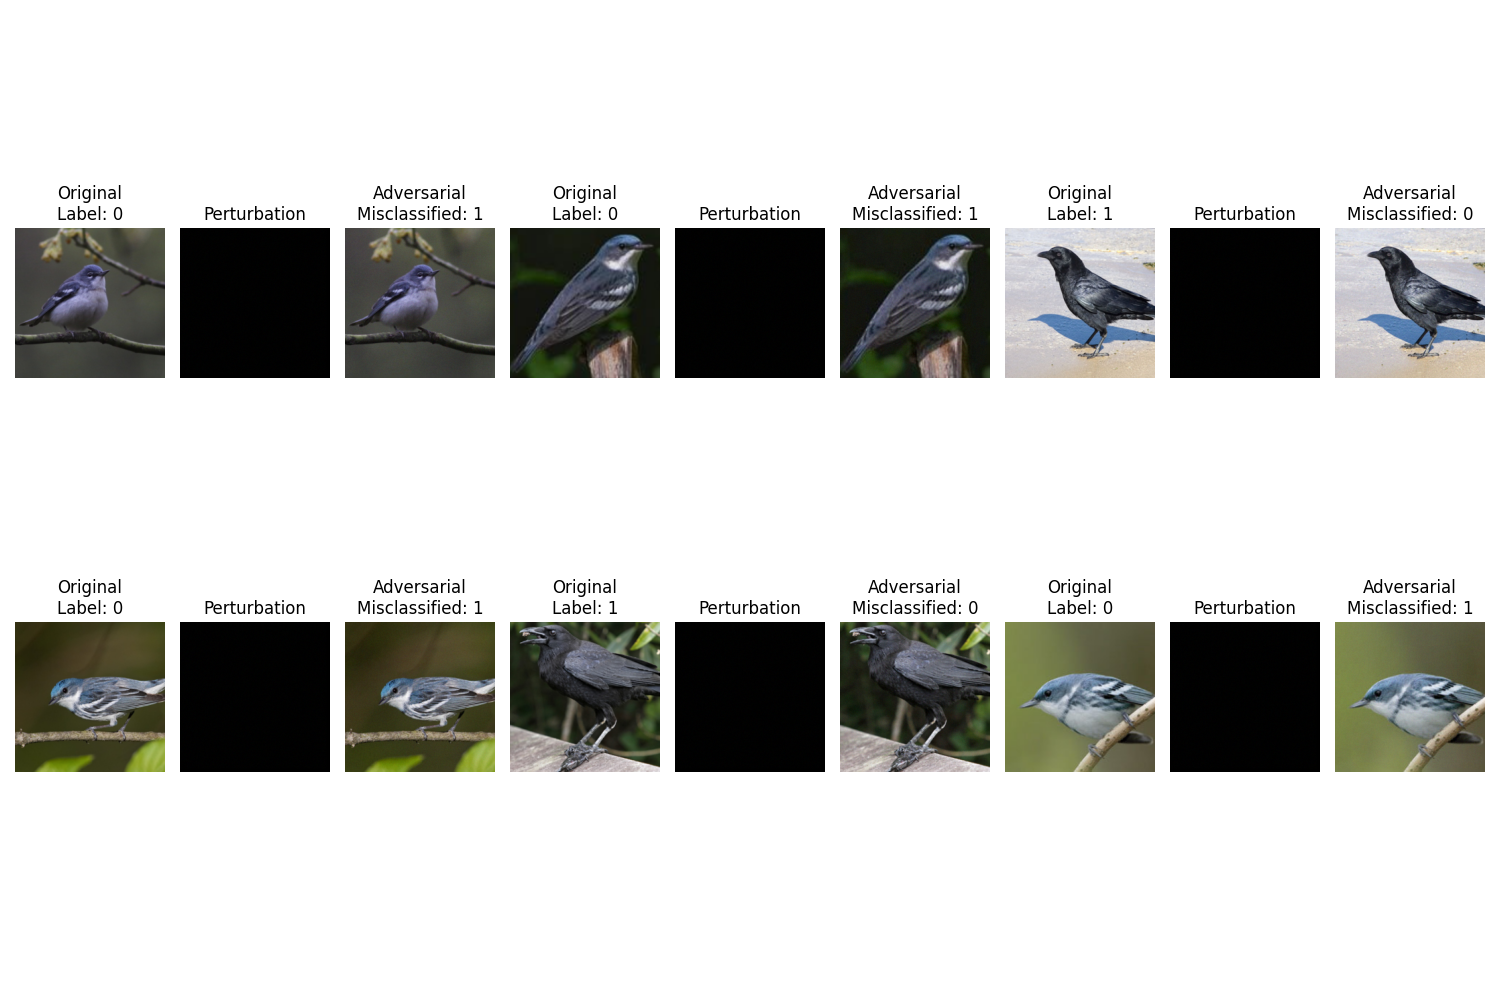 Original
Label: 0
Perturbation
Adversarial
Misclassified: 1
Original
Label: 0
Perturbation
Adversarial
Misclassified: 1
Original
Label: 1
Perturbation
Adversarial
Misclassified: 0
Original
Label: 0
Perturbation
Adversarial
Misclassified: 1
Original
Label: 1
Perturbation
Adversarial
Misclassified: 0
Original
Label: 0
Perturbation
Adversarial
Misclassified: 1